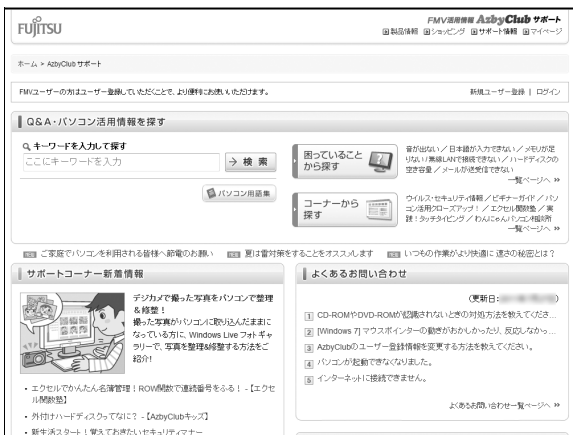 FUJITSU
FMV活用情報 AzbyClub サポート
製品情報 ショッピング サポート情報 マイページ
ホーム > AzbyClub サポート
FMVユーザーの方はユーザー登録していただくことで、より便利にお使いいただけます。
新規ユーザー登録 | ログイン
Q&A・パソコン活用情報を探す
キーワードを入力して探す
ここにキーワードを入力
→ 検 索
パソコン用語集
困っていること
から探す
音が出ない／日本語が入力できない／メモリが足
りない／無線LANで接続できない／ハードディスクの
空き容量／メールが送受信できない
一覧ページへ »
コーナーから
探す
ウイルス・セキュリティ情報／ビギナーガイド／パソ
コン活用クローズアップ！／エクセル関数塾／実
践！タッチタイピング／わんにゃんパソコン相談所
一覧ページへ »
ご家庭でパソコンを利用される皆様へ節電のお願い
夏は雷対策をすることをオススメします
いつもの作業がより快適に 速さの秘密とは？
サポートコーナー新着情報
デジカメで撮った写真をパソコンで整理
&修整！
撮った写真がパソコンに取り込んだままに
なっている方に、Windows Live フォトギャ
ラリーで、写真を整理&修整する方法をご
紹介!
・エクセルでかんたん名簿管理！ROW関数で連続番号をふる！ -【エクセ
ル関数塾】
・外付けハードディスクってなに？ -【AzbyClubキッズ】
・新生活スタート！覚えておきたいセキュリティマナー
よくあるお問い合わせ
(更新日:
)
1 CD-ROMやDVD-ROMが認識されないときの対処方法を教えてくださ...
2 [Windows 7] マウスポインターの動きがおかしかったり、反応しなかっ...
3 AzbyClubのユーザー登録情報を変更する方法を教えてください。
4 パソコンが起動できなくなりました。
5 インターネットに接続できません。
よくあるお問い合わせ一覧ページへ »